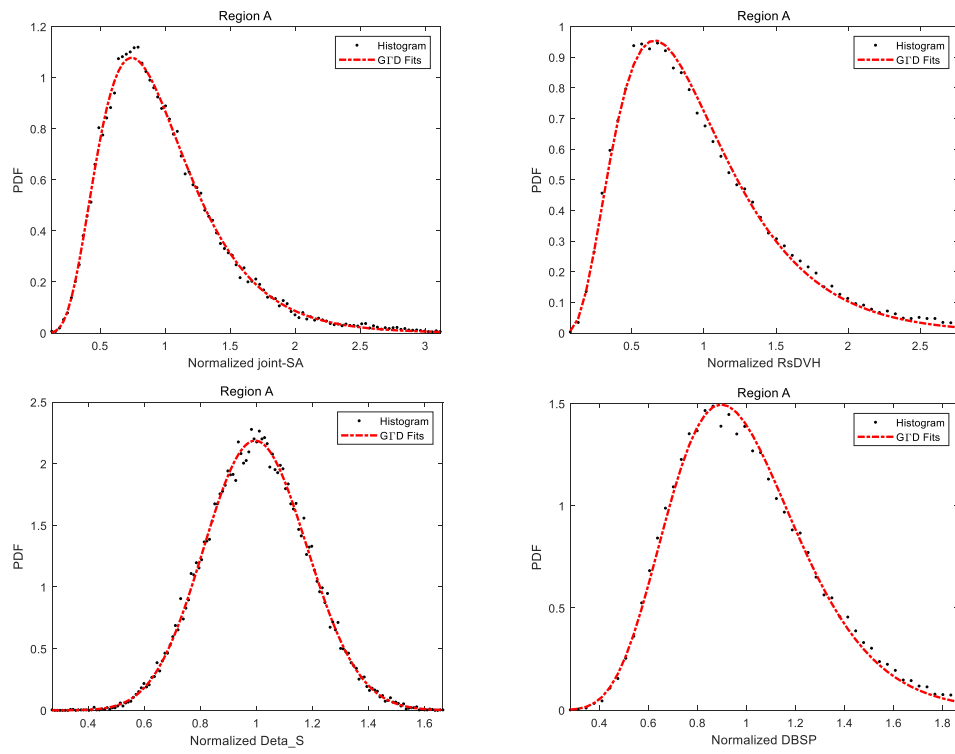 Region A
1.2
1
0.8
0.6
0.4
0.2
0
PDF
Histogram
GΓD Fits
0.5 1 1.5 2 2.5 3
Normalized joint-SA
Region A
1
0.9
0.8
0.7
0.6
0.5
0.4
0.3
0.2
0.1
0
PDF
Histogram
GΓD Fits
0.5 1 1.5 2 2.5
Normalized RsDVH
Region A
2.5
2
1.5
1
0.5
0
PDF
Histogram
GΓD Fits
0.4 0.6 0.8 1 1.2 1.4 1.6
Normalized Deta_S
Region A
1.5
1
0.5
0
PDF
Histogram
GΓD Fits
0.4 0.6 0.8 1 1.2 1.4 1.6 1.8
Normalized DBSP